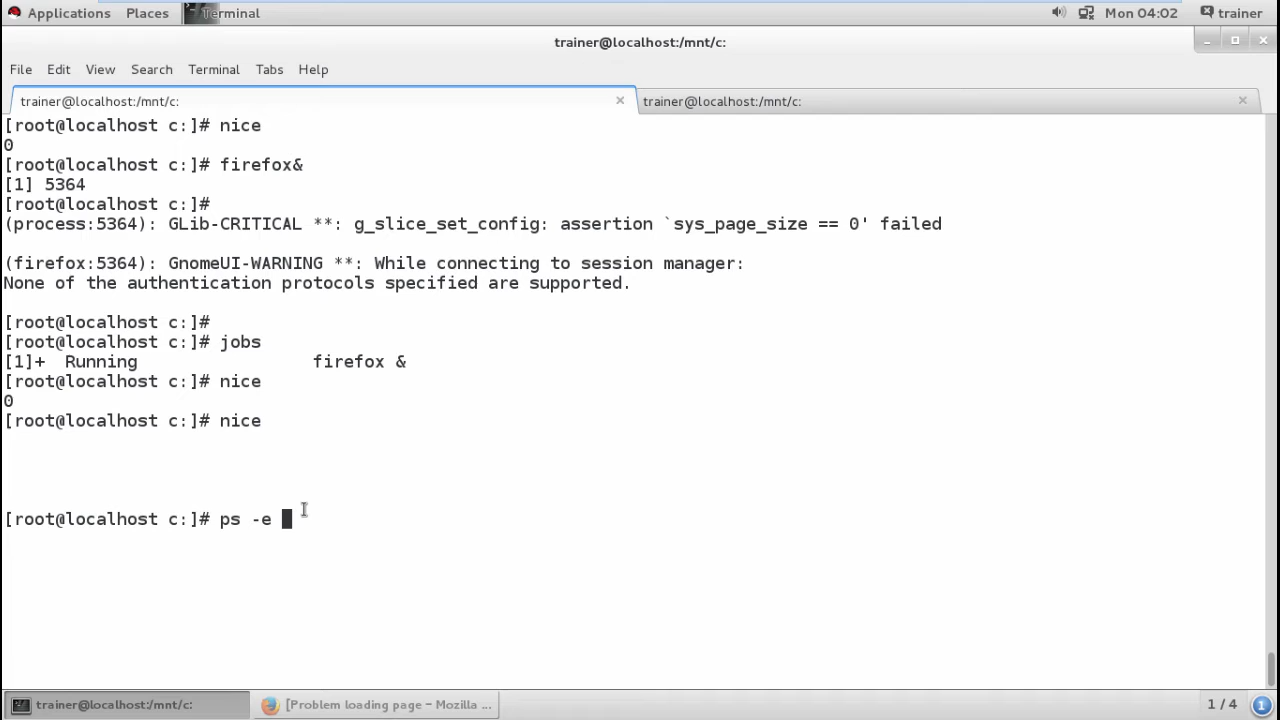 Applications Places Terminal Mon 04:02 trainer
trainer@localhost:/mnt/c:
File Edit View Search Terminal Tabs Help
trainer@localhost:/mnt/c: trainer@localhost:/mnt/c:
[root@localhost c:]# nice
0
[root@localhost c:]# firefox&
[1] 5364
[root@localhost c:]#
(process:5364): GLib-CRITICAL **: g_slice_set_config: assertion `sys_page_size == 0' failed
(firefox:5364): GnomeUI-WARNING **: While connecting to session manager:
None of the authentication protocols specified are supported.
[root@localhost c:]#
[root@localhost c:]# jobs
[1]+  Running                 firefox &
[root@localhost c:]# nice
0
[root@localhost c:]# nice
[root@localhost c:]# ps -e
trainer@localhost:/mnt/c: [Problem loading page - Mozilla ... 1 / 4 1